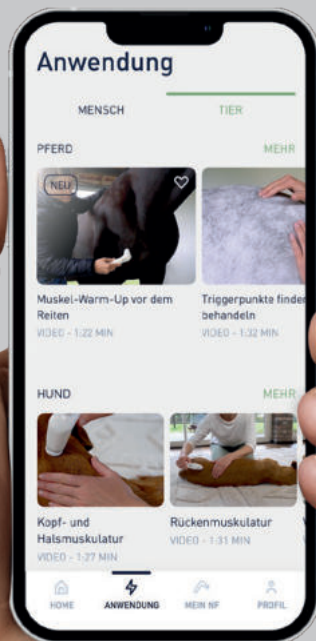 Anwendung
MENSCH TIER
PFERD MEHR
NEU
Muskel-Warm-Up vor dem
Reiten
VIDEO - 1:22 MIN
Triggerpunkte finden
behandeln
VIDEO - 1:32 MIN
HUND MEHR
Kopf- und
Halsmuskulatur
VIDEO - 1:27 MIN
Rückenmuskulatur
VIDEO - 1:31 MIN
HOME ANWENDUNG MEIN NF PROFIL